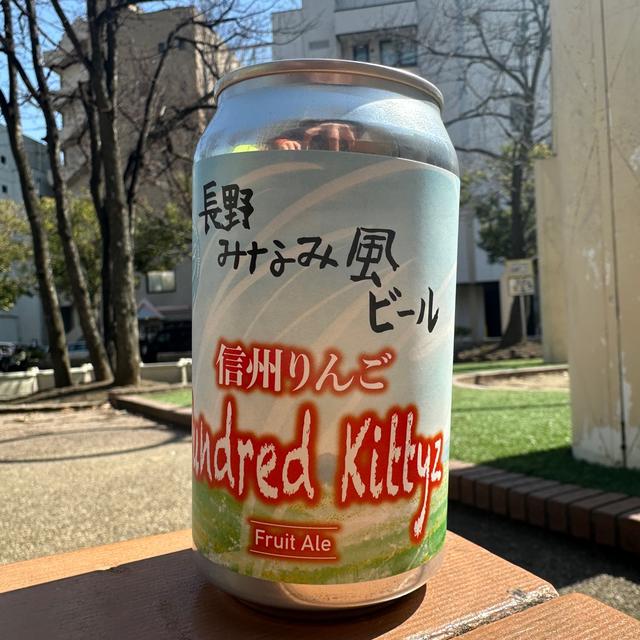 長野
みなみ風
ビール
信州りんご
undred Kittyz
Fruit Ale